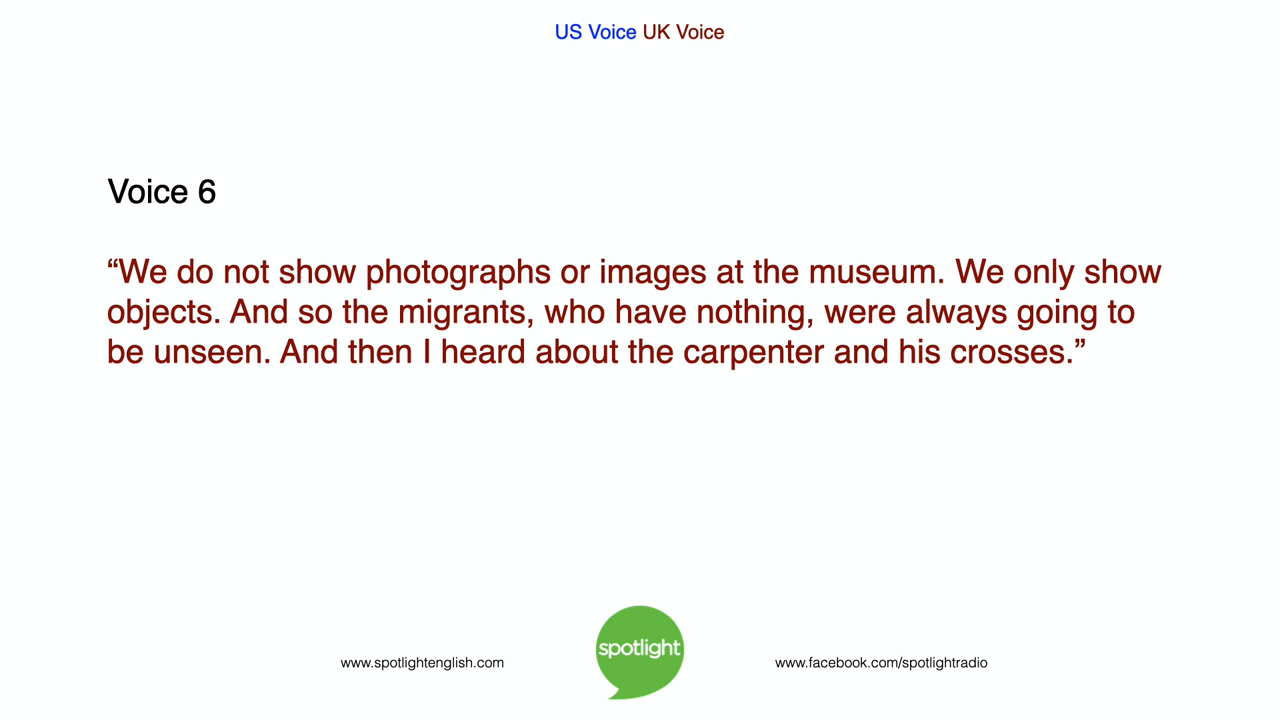 US Voice UK Voice
Voice 6
“We do not show photographs or images at the museum. We only show
objects. And so the migrants, who have nothing, were always going to
be unseen. And then I heard about the carpenter and his crosses.”
www.spotlightenglish.com
spotlight
www.facebook.com/spotlightradio